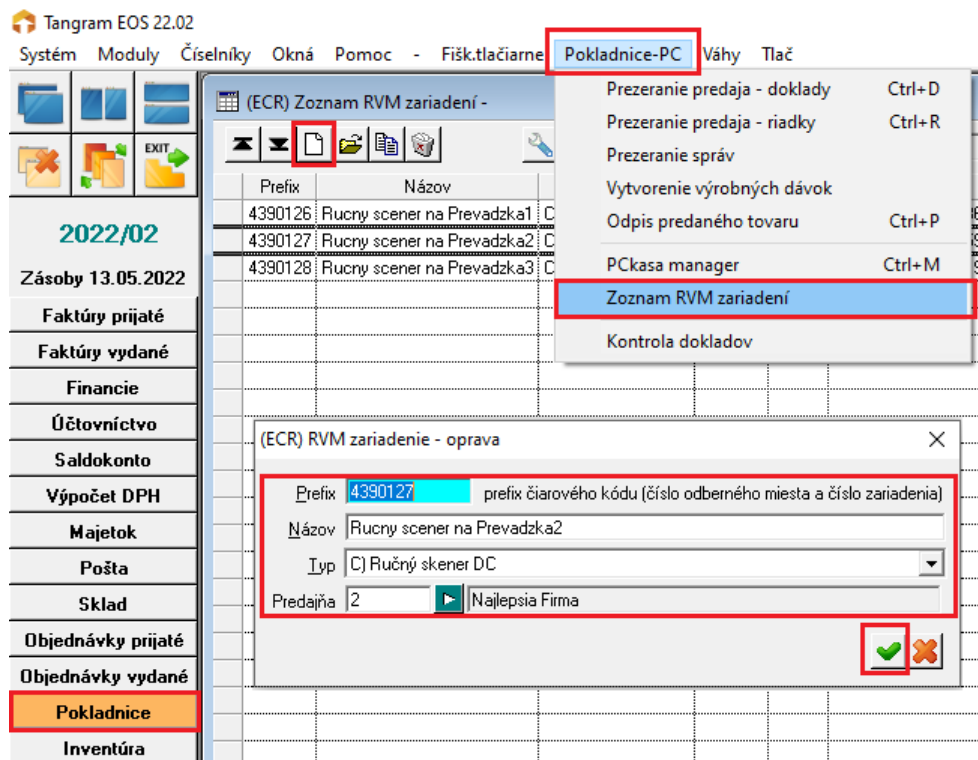 Tangram EOS 22.02
Systém Moduly Číselníky Okná Pomoc - Fišk.tlačiarne Pokladnice-PC Váhy Tlač
Prezeranie predaja - doklady Ctrl+D
Prezeranie predaja - riadky Ctrl+R
Prezeranie správ
Vytvorenie výrobných dávok
Odpis predaného tovaru Ctrl+P
PCkasa manager Ctrl+M
Zoznam RVM zariadení
Kontrola dokladov
(ECR) Zoznam RVM zariadení -
EXIT
Prefix Názov
4390126 Rucny scener na Prevadzka1 C
4390127 Rucny scener na Prevadzka2 C
4390128 Rucny scener na Prevadzka3 C
2022/02
Zásoby 13.05.2022
Faktúry prijaté
Faktúry vydané
Financie
Účtovníctvo
Saldokonto
Výpočet DPH
Majetok
Pošta
Sklad
Objednávky prijaté
Objednávky vydané
Pokladnice
Inventúra
(ECR) RVM zariadenie - oprava
Prefix 4390127 prefix čiarového kódu (číslo odberného miesta a číslo zariadenia)
Názov Rucny scener na Prevadzka2
Typ C) Ručný skener DC
Predajňa 2 Najlepsia Firma